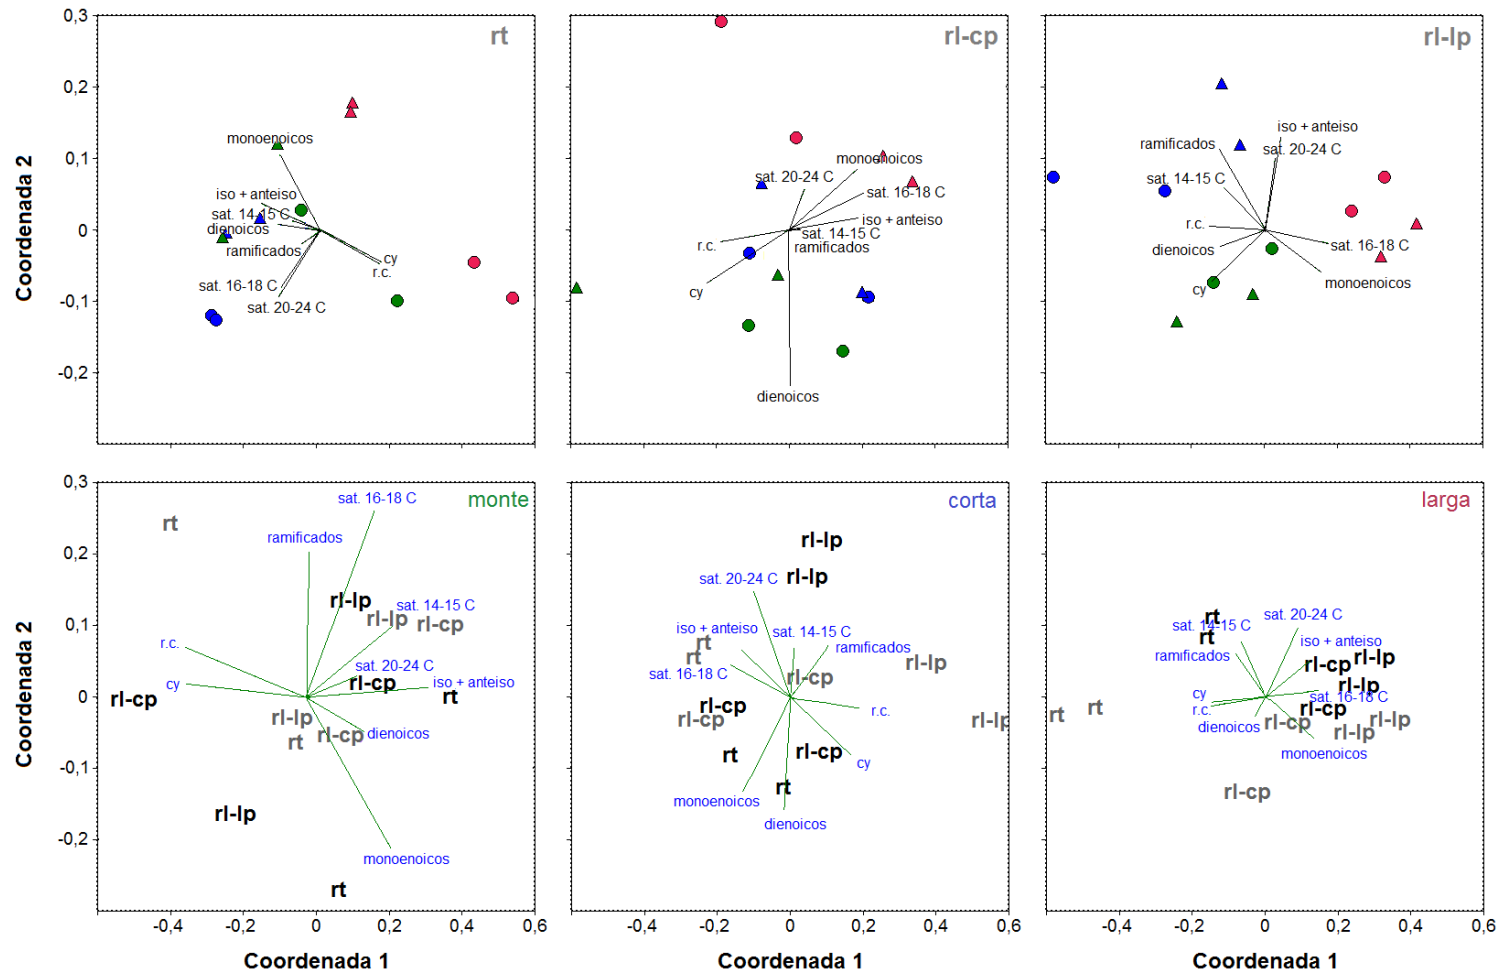 0,3
0,2
0,1
0
-0,1
-0,2
Coordenada 2
rt
monoenoicos
iso + anteiso
sat. 14-15 C
dienoicos
ramificados
sat. 16-18 C
sat. 20-24 C
cy
r.c.
rl-cp
monoenoicos
sat. 20-24 C
sat. 16-18 C
iso + anteiso
sat. 14-15 C
ramificados
r.c.
cy
dienoicos
rl-lp
iso + anteiso
ramificados
sat. 20-24 C
sat. 14-15 C
r.c.
dienoicos
sat. 16-18 C
monoenoicos
cy
0,3
0,2
0,1
0
-0,1
-0,2
Coordenada 2
monte
sat. 16-18 C
rt
ramificados
rl-lp
sat. 14-15 C
rl-lp
rl-cp
r.c.
sat. 20-24 C
cy
rl-cp
iso + anteiso
rl-cp
rt
rl-lp
rt
rl-cp
dienoicos
rl-lp
monoenoicos
rt
-0,4
-0,2
0
0,2
0,4
0,6
Coordenada 1
corta
rl-lp
rl-lp
sat. 20-24 C
iso + anteiso
rt
sat. 14-15 C
ramificados
rt
rl-lp
sat. 16-18 C
rl-cp
rl-cp
rl-cp
r.c.
rl-lp
rt
rl-cp
cy
rt
monoenoicos
dienoicos
-0,4
-0,2
0
0,2
0,4
0,6
Coordenada 1
larga
rt
sat. 20-24 C
sat. 14-15 C
rt
iso + anteiso
ramificados
rl-cp
rl-lp
rl-lp
cy
sat. 16-18 C
r.c.
rl-cp
rt
rt
dienoicos
rl-cp
rl-lp
rl-lp
monoenoicos
rl-cp
-0,4
-0,2
0
0,2
0,4
0,6
Coordenada 1